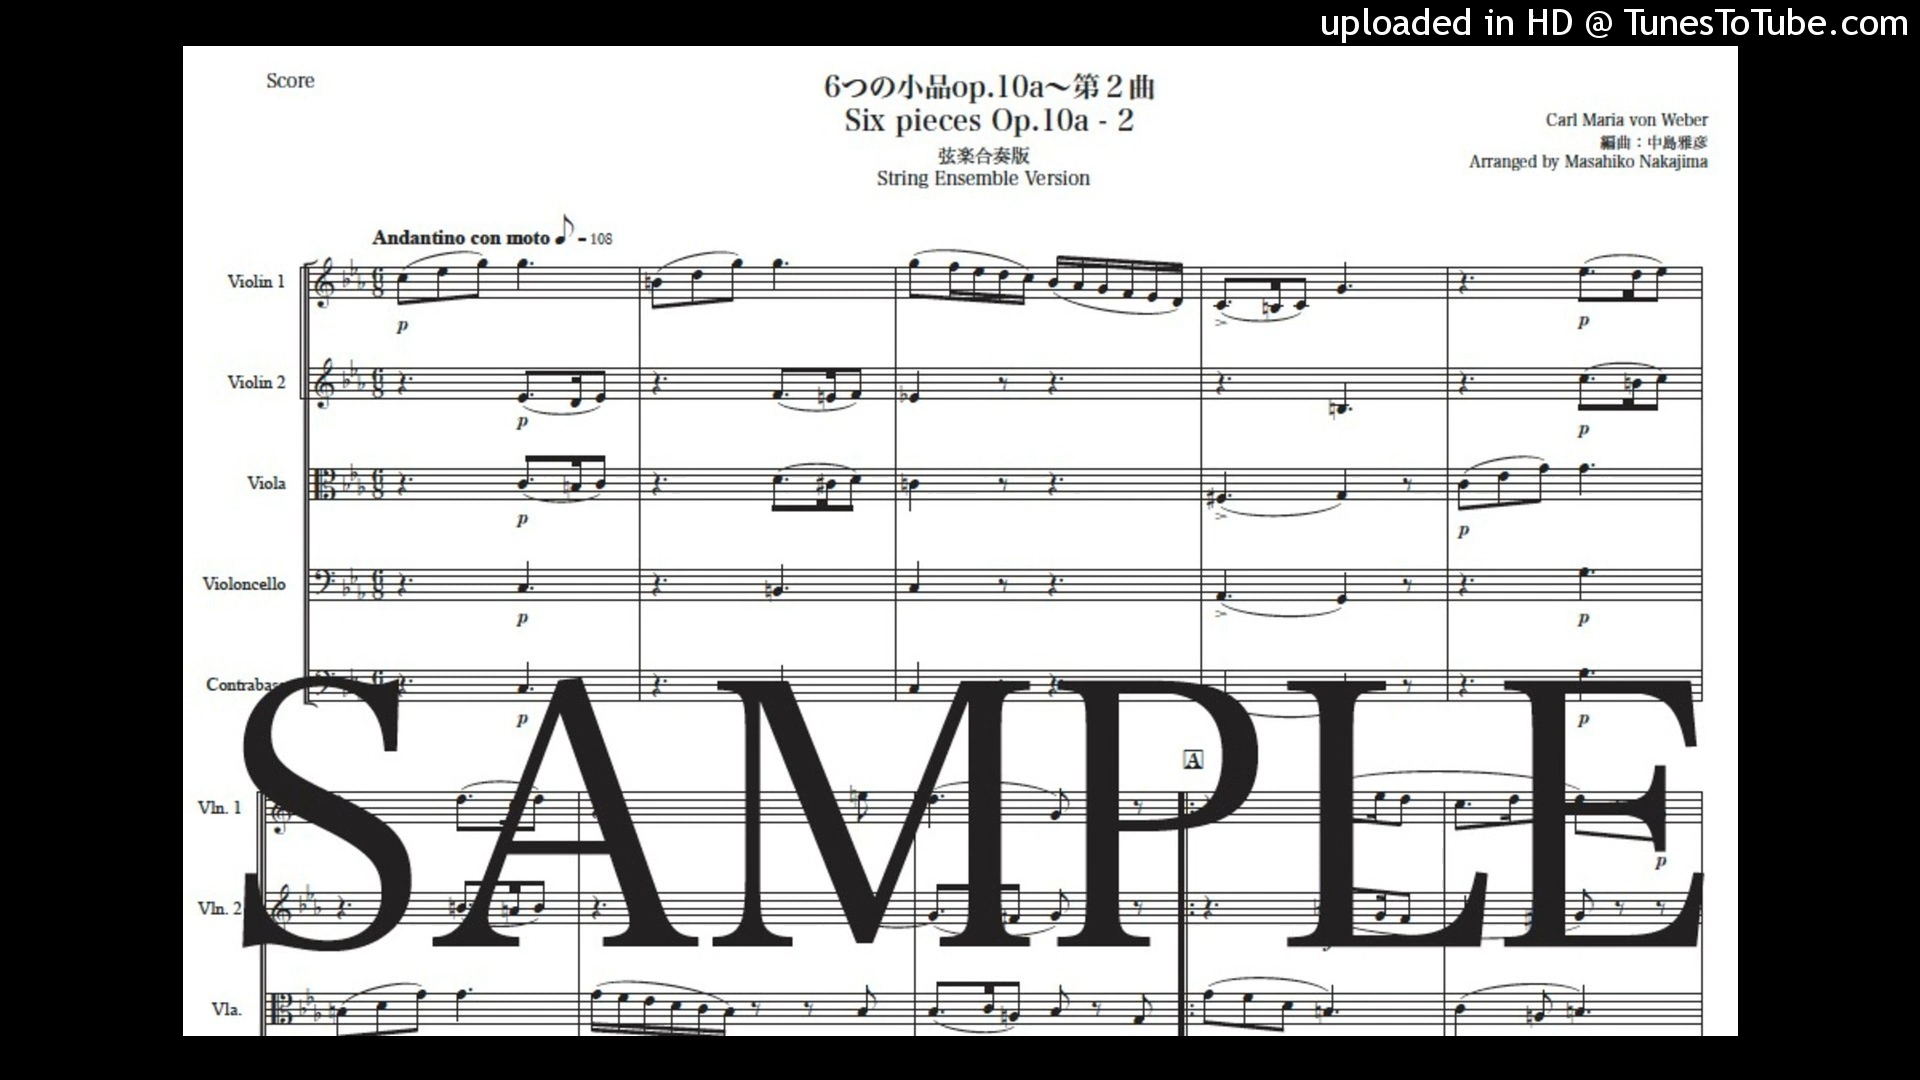 uploaded in HD @ TunesToTube.com
Score
6つの小品op.10a〜第２曲
Six pieces Op.10a - 2
弦楽合奏版
String Ensemble Version
Carl Maria von Weber
編曲：中島雅彦
Arranged by Masahiko Nakajima
Andantino con moto ♪=108
Violin 1
p
p
Violin 2
p
p
Viola
p
p
Violoncello
p
p
Contrabass
p
p
SAMPLE
A
Vln. 1
p
Vln. 2
Vla.